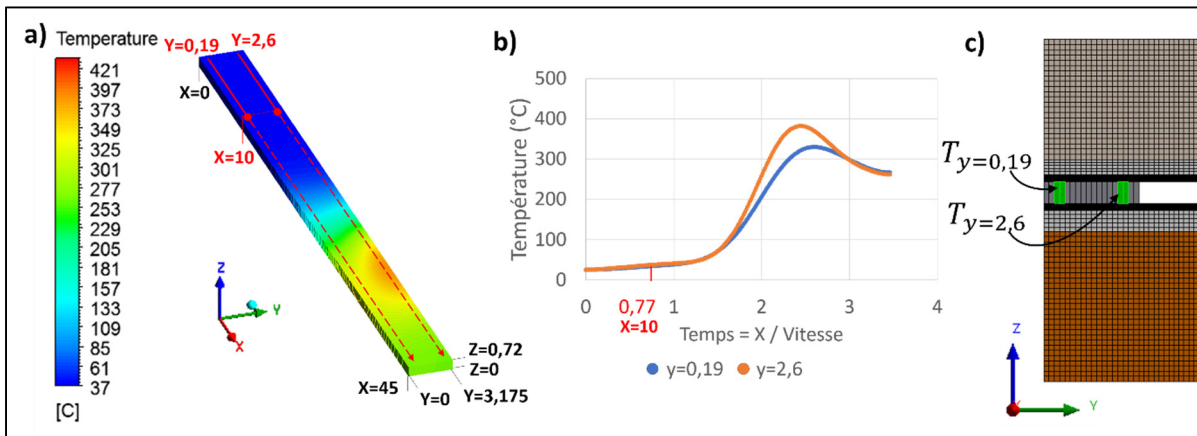 a)
Temperature
421
397
373
349
325
301
277
253
229
205
181
157
133
109
85
61
37
[C]
Y=0,19
Y=2,6
X=0
X=10
Z
Y
X
X=45
Y=0
Z=0,72
Z=0
Y=3,175
b)
Température (°C)
500
400
300
200
100
0
0 1 2 3 4
0,77
X=10
Temps = X / Vitesse
y=0,19 y=2,6
c)
Ty=0,19
Ty=2,6
Z
X
Y